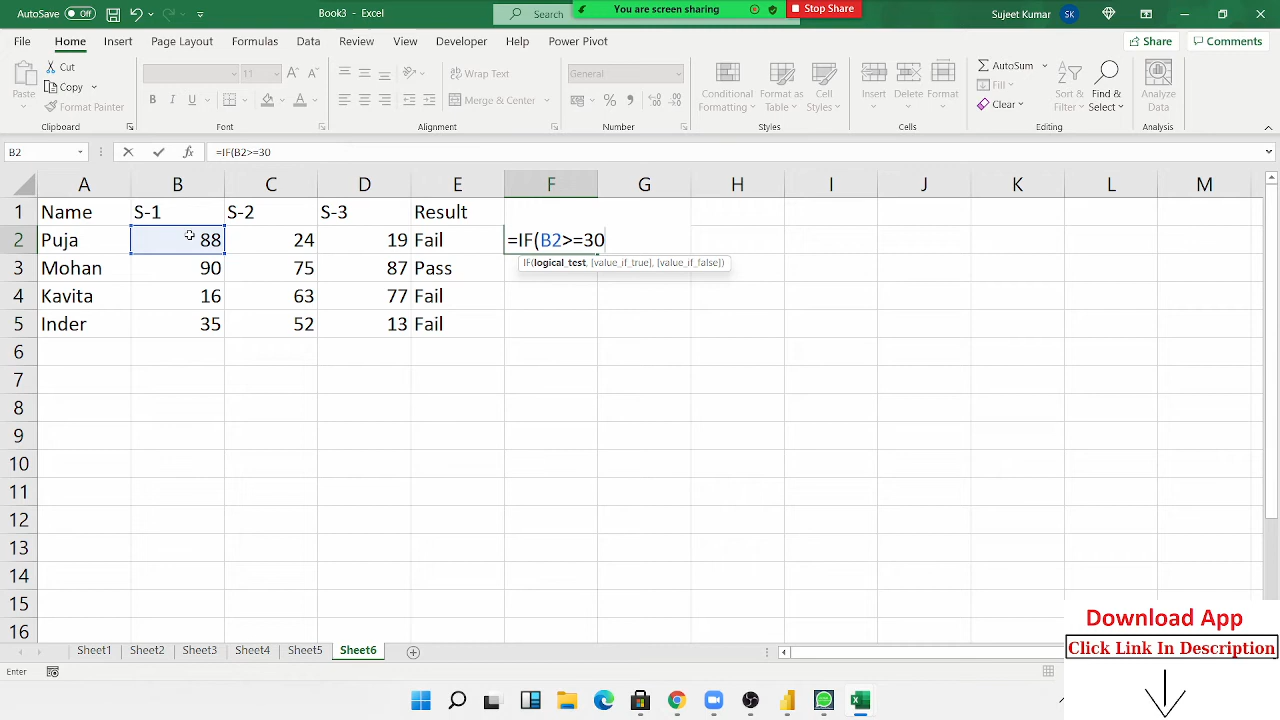 AutoSave Off Book3 - Excel Search You are screen sharing Stop Share Sujeet Kumar SK
File Home Insert Page Layout Formulas Data Review View Developer Help Power Pivot Share Comments
Paste Cut Copy Format Painter
11
B I U
Wrap Text
Merge & Center
General
% ,
Conditional Formatting Format as Table Cell Styles
Insert Delete Format
AutoSum Fill Clear
Sort & Filter Find & Select
Analyze Data
Clipboard Font Alignment Number Styles Cells Editing Analysis
B2 fx =IF(B2>=30
A B C D E F G H I J K L M
1 Name S-1 S-2 S-3 Result
2 Puja 88 24 19 Fail =IF(B2>=30
IF(logical_test, [value_if_true], [value_if_false])
3 Mohan 90 75 87 Pass
4 Kavita 16 63 77 Fail
5 Inder 35 52 13 Fail
6
7
8
9
10
11
12
13
14
15
16
Download App
Click Link In Description
Sheet1 Sheet2 Sheet3 Sheet4 Sheet5 Sheet6
Enter